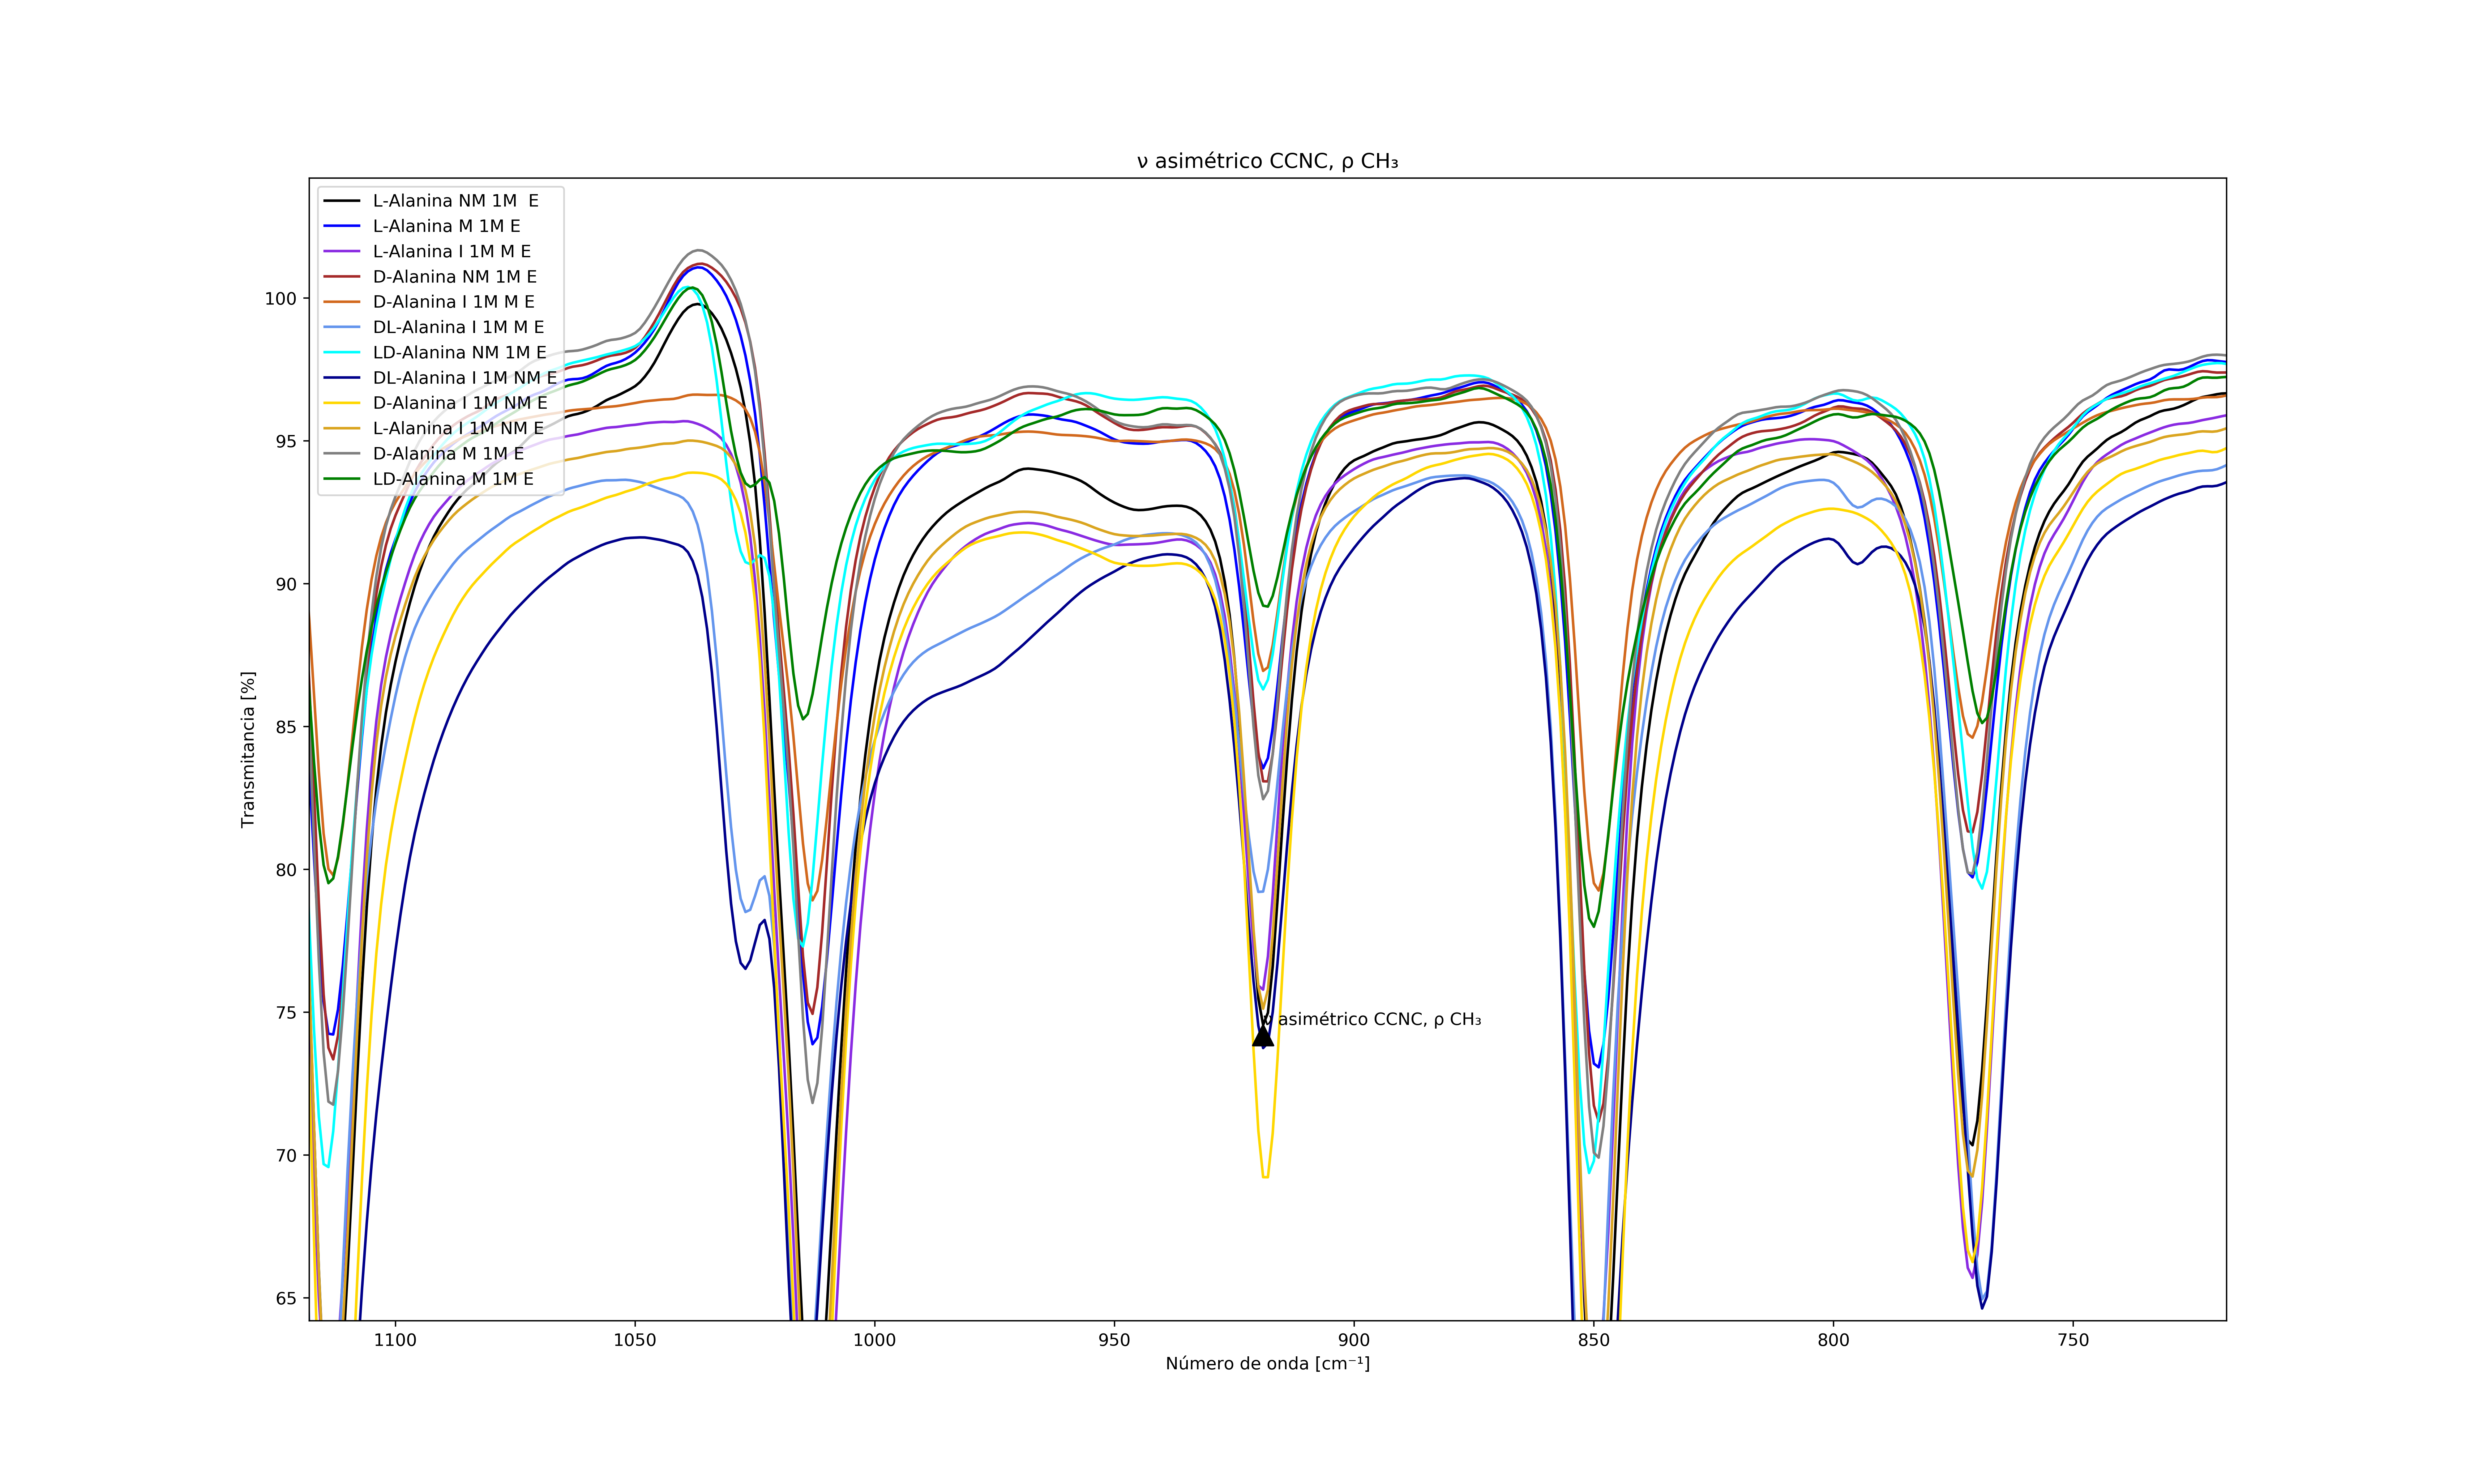 ν asimétrico CCNC, ρ CH₃
L-Alanina NM 1M  E
L-Alanina M 1M E
L-Alanina I 1M M E
D-Alanina NM 1M E
D-Alanina I 1M M E
DL-Alanina I 1M M E
LD-Alanina NM 1M E
DL-Alanina I 1M NM E
D-Alanina I 1M NM E
L-Alanina I 1M NM E
D-Alanina M 1M E
LD-Alanina M 1M E
100
95
90
85
80
75
70
65
Transmitancia [%]
ν asimétrico CCNC, ρ CH₃
1100 1050 1000 950 900 850 800 750
Número de onda [cm⁻¹]